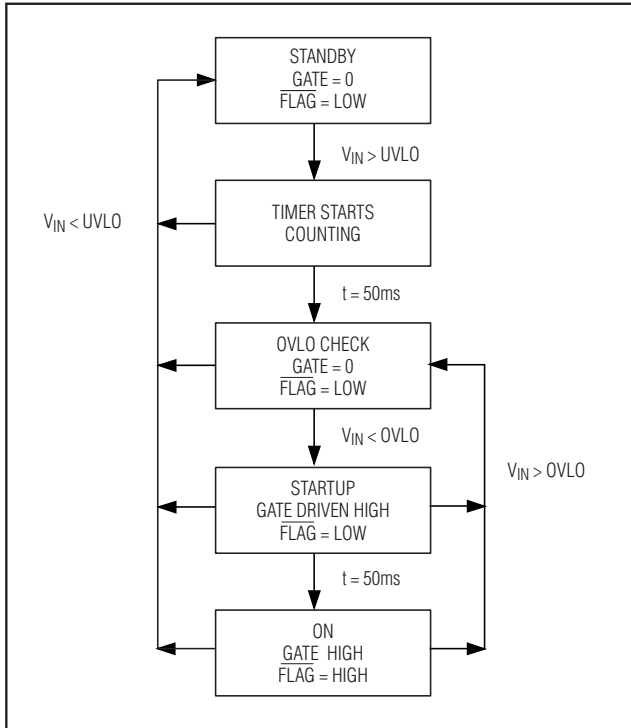 STANDBY
GATE = 0
FLAG = LOW
V_IN > UVLO
V_IN < UVLO
TIMER STARTS
COUNTING
t = 50ms
OVLO CHECK
GATE = 0
FLAG = LOW
V_IN < OVLO
V_IN > OVLO
STARTUP
GATE DRIVEN HIGH
FLAG = LOW
t = 50ms
ON
GATE HIGH
FLAG = HIGH